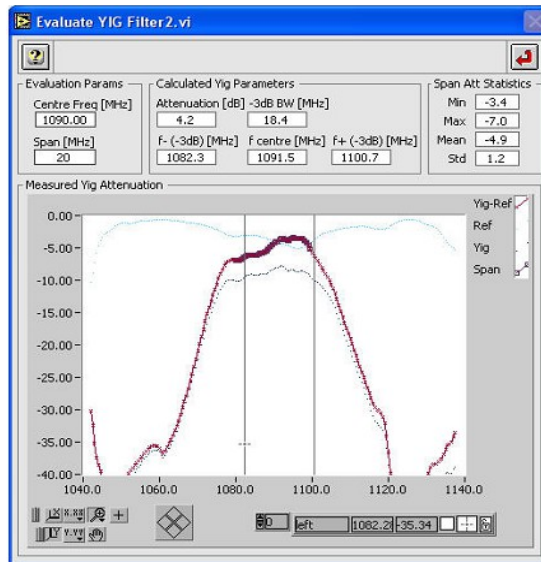 Evaluate YIG Filter2.vi
?
Evaluation Params
Centre Freq [MHz]
1090.00
Span [MHz]
20
Calculated Yig Parameters
Attenuation [dB] -3dB BW [MHz]
4.2 18.4
f- (-3dB) [MHz] f centre [MHz] f+ (-3dB) [MHz]
1082.3 1091.5 1100.7
Span Att Statistics
Min -3.4
Max -7.0
Mean -4.9
Std 1.2
Measured Yig Attenuation
Yig-Ref
Ref
Yig
Span
0.00
-5.00
-10.00
-15.00
-20.00
-25.00
-30.00
-35.00
-40.00
1040.0 1060.0 1080.0 1100.0 1120.0 1140.0
X.XX
Y.YY
0 left 1082.28 -35.34